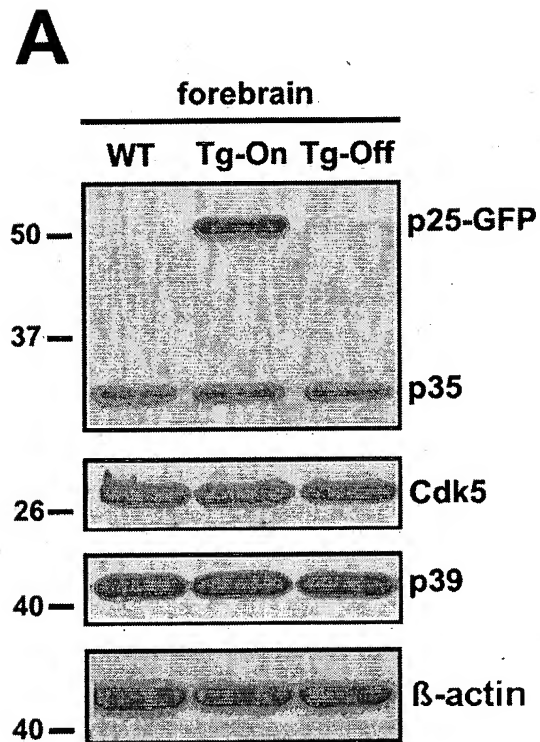 A
forebrain
WT Tg-On Tg-Off
50 p25-GFP
37
p35
Cdk5
26
p39
40
ß-actin
40